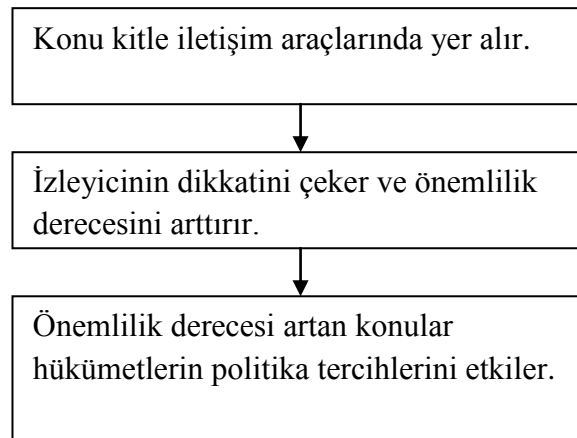 Konu kitle iletişim araçlarında yer alır.
İzleyicinin dikkatini çeker ve önemlilik
derecesini arttırır.
Önemlilik derecesi artan konular
hükümetlerin politika tercihlerini etkiler.